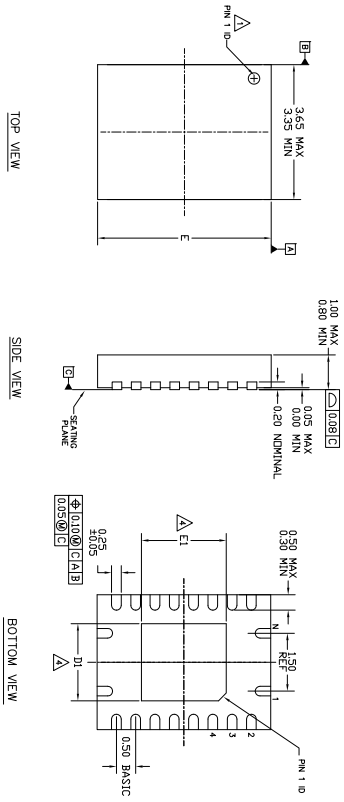 PIN 1 ID
1
B
3.65 MAX
3.35 MIN
A
E
TOP VIEW
1.00 MAX
0.80 MIN
0.08 C
0.05 MAX
0.00 MIN
0.20 NOMINAL
C
SEATING
PLANE
SIDE VIEW
0.50 MAX
0.30 MIN
N
1.50
REF
1
PIN 1 ID
2
3
4
4
E1
D1
4
0.25
±0.05
⌖ 0.10 Ⓜ C A B
0.05 Ⓜ C
0.50 BASIC
BOTTOM VIEW